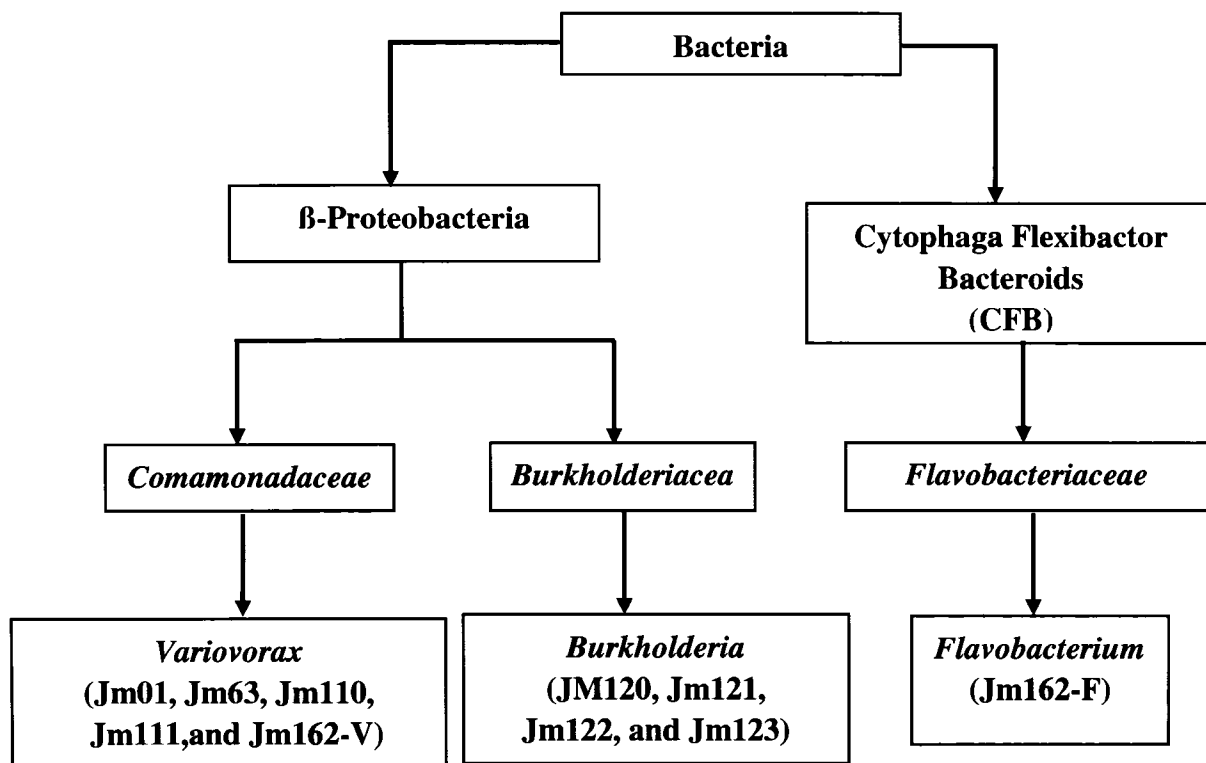 Bacteria
ß-Proteobacteria
Cytophaga Flexibactor
Bacteroids
(CFB)
Comamonadaceae
Burkholderiacea
Flavobacteriaceae
Variovorax
(Jm01, Jm63, Jm110,
Jm111,and Jm162-V)
Burkholderia
(JM120, Jm121,
Jm122, and Jm123)
Flavobacterium
(Jm162-F)